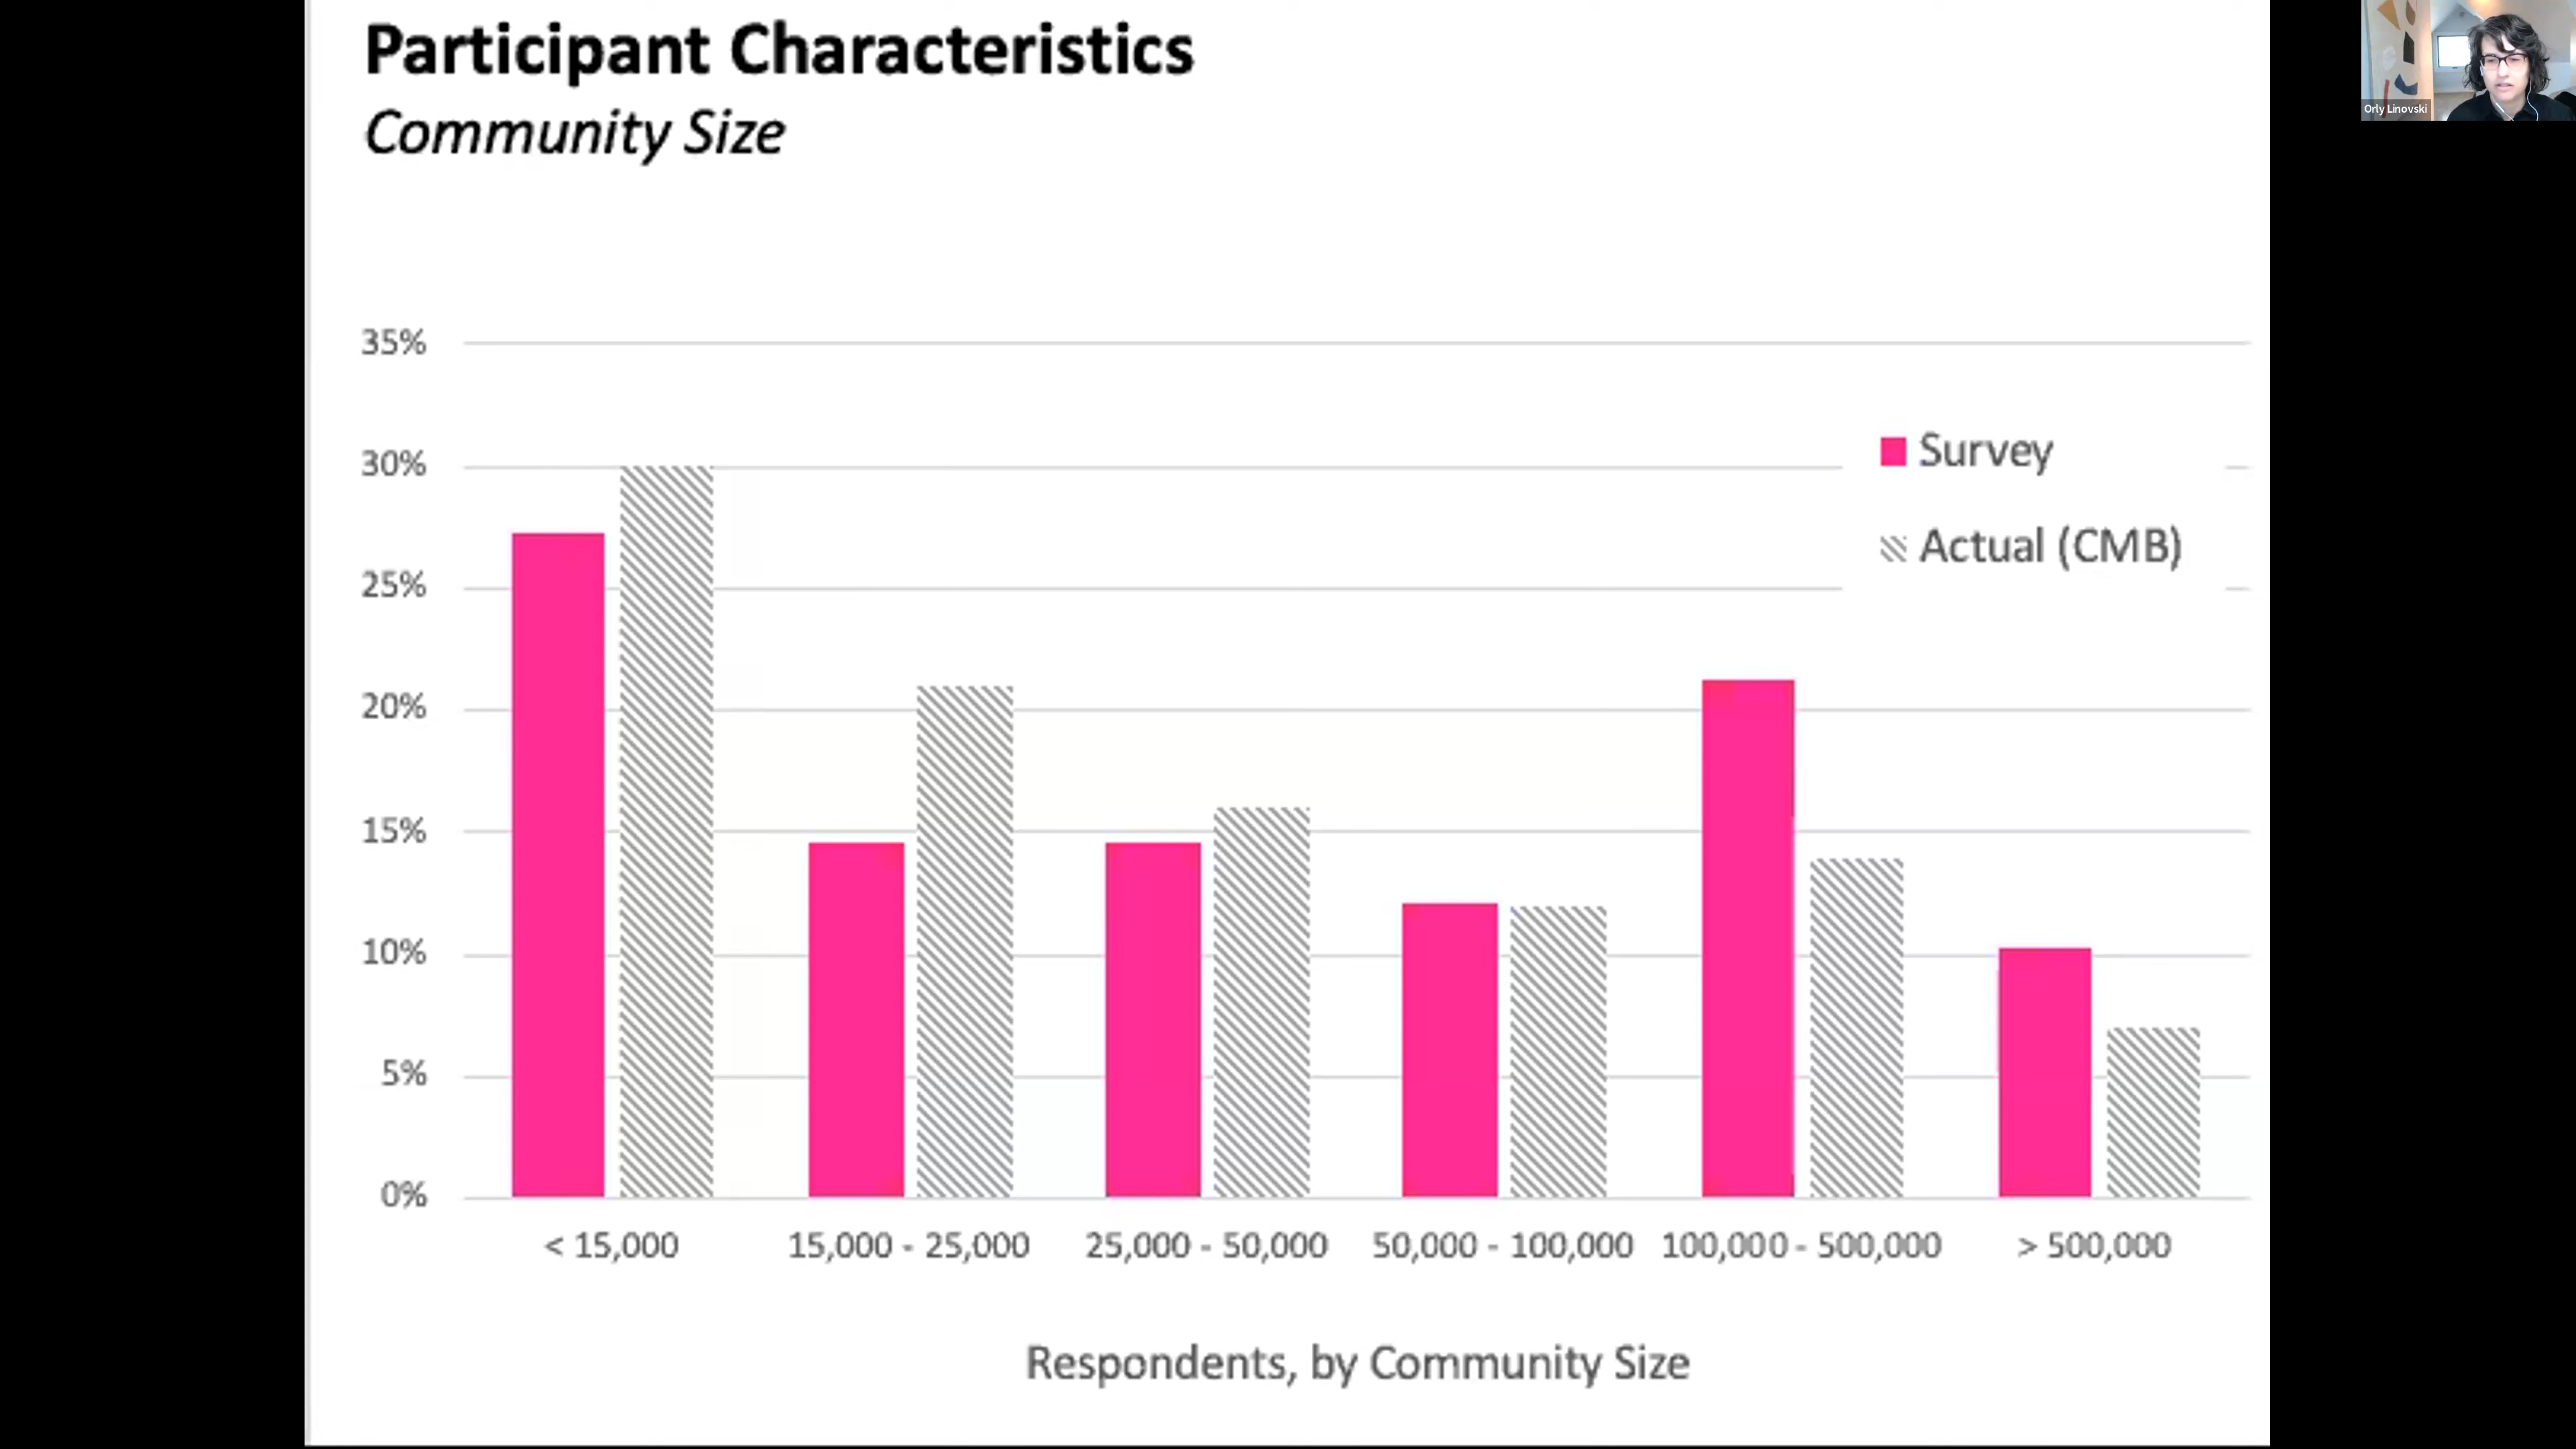 Participant Characteristics
Community Size
Orly Linovski
35%
30%
25%
20%
15%
10%
5%
0%
Survey
Actual (CMB)
< 15,000
15,000 - 25,000
25,000 - 50,000
50,000 - 100,000
100,000 - 500,000
> 500,000
Respondents, by Community Size